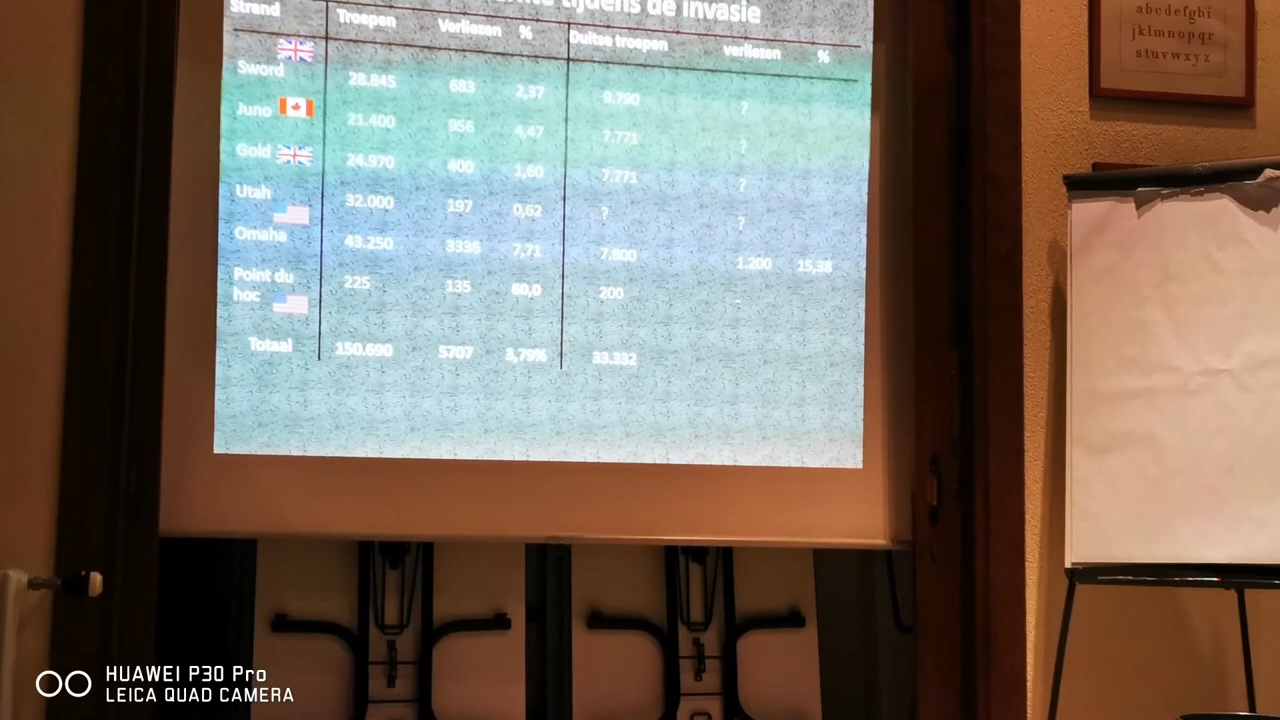 tijdens de invasie
Strand Troepen Verliezen % Duitse troepen verliezen %
Sword 28.845 683 2,37 9.790 ?
Juno 21.400 956 4,47 7.771 ?
Gold 24.970 400 1,60 7.771 ?
Utah 32.000 197 0,62 ? ?
Omaha 43.250 3336 7,71 7.800 1.200 15,38
Point du
hoc 225 135 60,0 200 -
Totaal 150.690 5707 3,79% 33.332
abcdefghi
jklmnopqr
stuvwxyz
HUAWEI P30 Pro
LEICA QUAD CAMERA